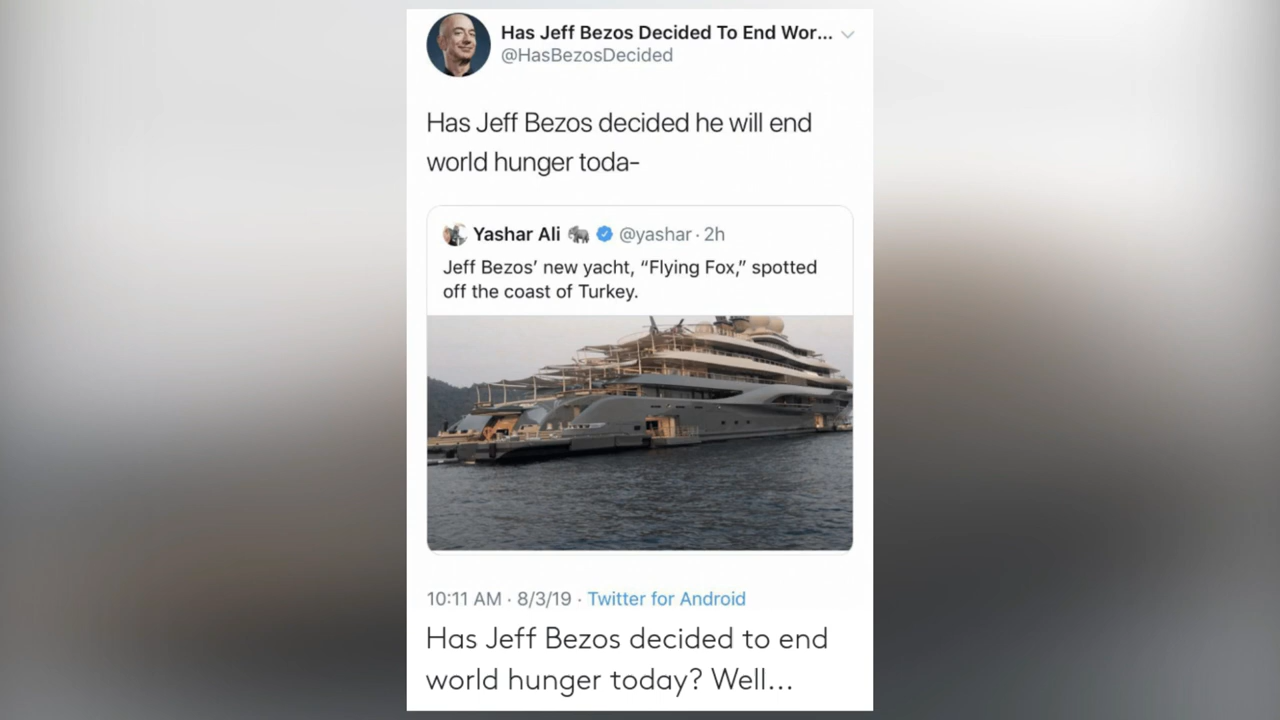 Has Jeff Bezos Decided To End Wor...
@HasBezosDecided
Has Jeff Bezos decided he will end
world hunger toda-
Yashar Ali 🐘 @yashar · 2h
Jeff Bezos’ new yacht, “Flying Fox,” spotted
off the coast of Turkey.
10:11 AM · 8/3/19 · Twitter for Android
Has Jeff Bezos decided to end
world hunger today? Well...